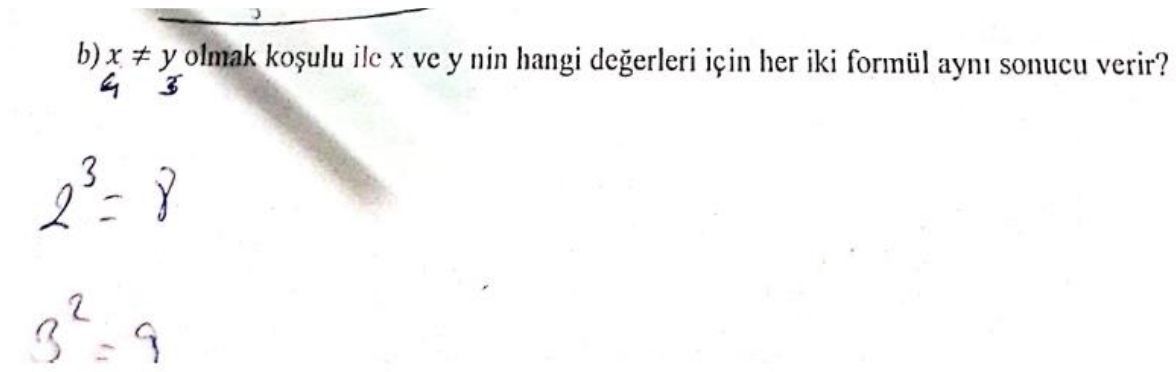 b) x ≠ y olmak koşulu ile x ve y nin hangi değerleri için her iki formül aynı sonucu verir?
4 3
2³ = 8
3² = 9